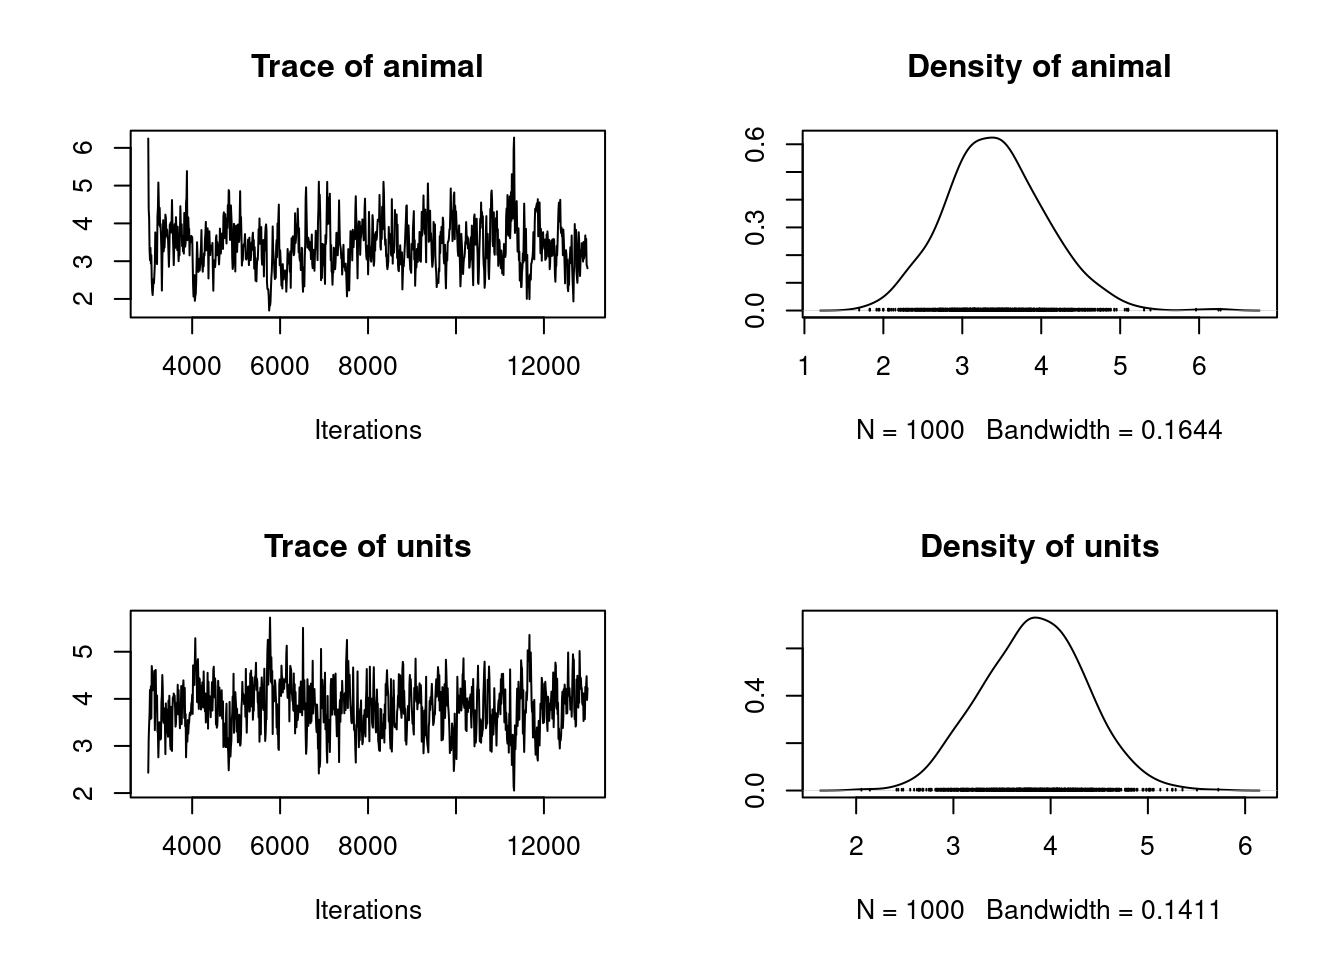 Trace of animal
6
5
4
3
2
4000 6000 8000 12000
Iterations
Density of animal
0.6
0.3
0.0
1 2 3 4 5 6
N = 1000 Bandwidth = 0.1644
Trace of units
5
4
3
2
4000 6000 8000 12000
Iterations
Density of units
0.4
0.0
2 3 4 5 6
N = 1000 Bandwidth = 0.1411